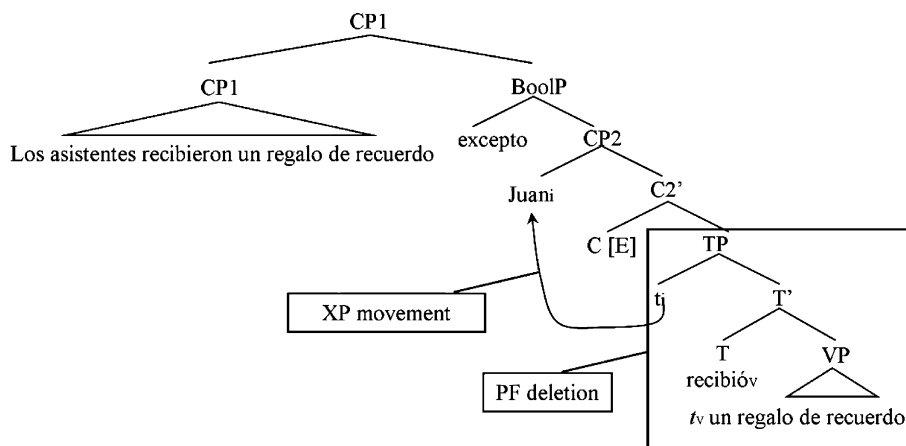 CP1
CP1 BoolP
excepto CP2
Los asistentes recibieron un regalo de recuerdo
Juani C2’
C [E] TP
XP movement ti T’
T VP
PF deletion recibióv
tv un regalo de recuerdo